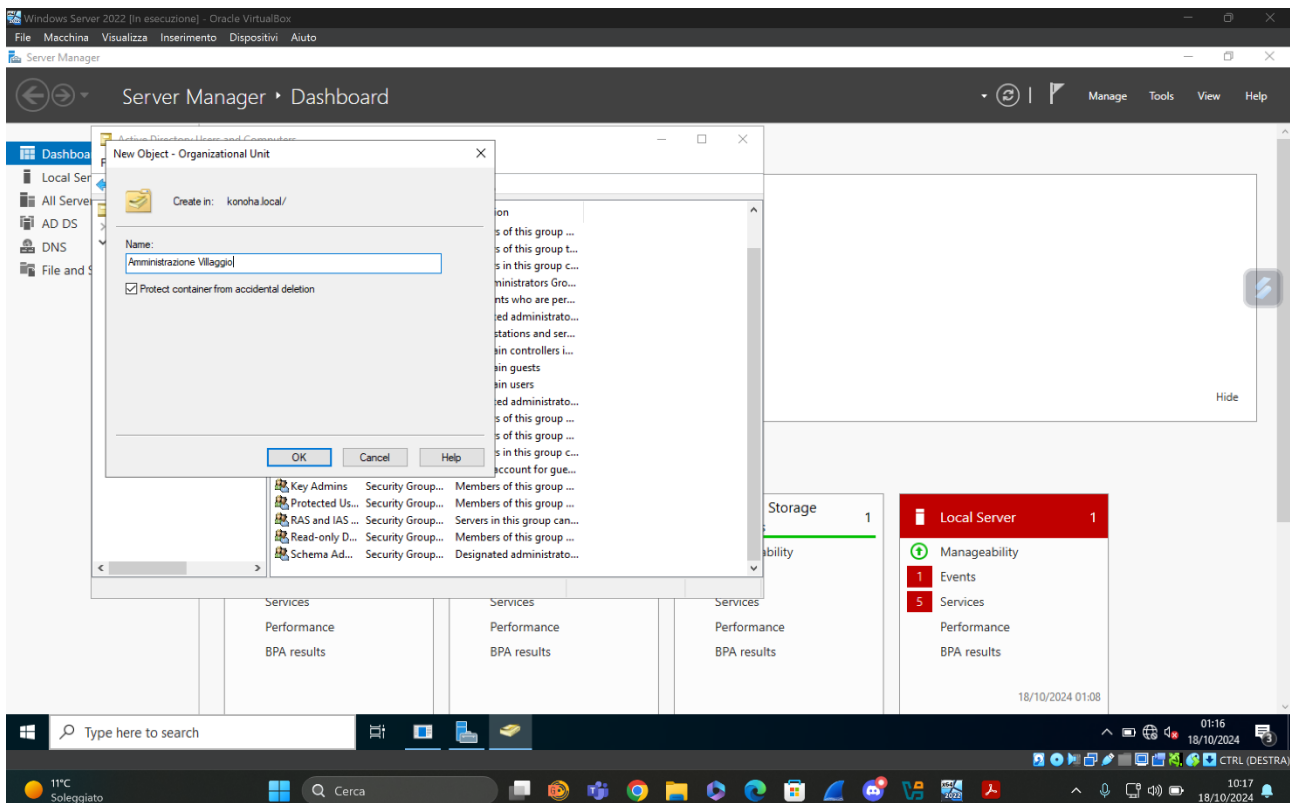 Windows Server 2022 [In esecuzione] - Oracle VirtualBox
File Macchina Visualizza Inserimento Dispositivi Aiuto
Server Manager
Server Manager • Dashboard
Manage Tools View Help
Active Directory Users and Computers
New Object - Organizational Unit
Create in: konoha.local/
Name:
Amministrazione Villaggio
Protect container from accidental deletion
OK Cancel Help
Dashboa
Local Ser
All Server
AD DS
DNS
File and S
ion
s of this group ...
s of this group t...
s in this group c...
ministrators Gro...
nts who are per...
ted administrato...
stations and ser...
ain controllers i...
ain guests
ain users
ted administrato...
s of this group ...
s of this group ...
s in this group c...
account for gue...
Key Admins Security Group... Members of this group ...
Protected Us... Security Group... Members of this group ...
RAS and IAS ... Security Group... Servers in this group can...
Read-only D... Security Group... Members of this group ...
Schema Ad... Security Group... Designated administrato...
Hide
Services
Performance
BPA results
Services
Performance
BPA results
Storage 1
ability
Services
Performance
BPA results
Local Server 1
Manageability
1 Events
5 Services
Performance
BPA results
18/10/2024 01:08
Type here to search
01:16
18/10/2024
3
CTRL (DESTRA)
11°C
Soleggiato
Cerca
10:17
18/10/2024